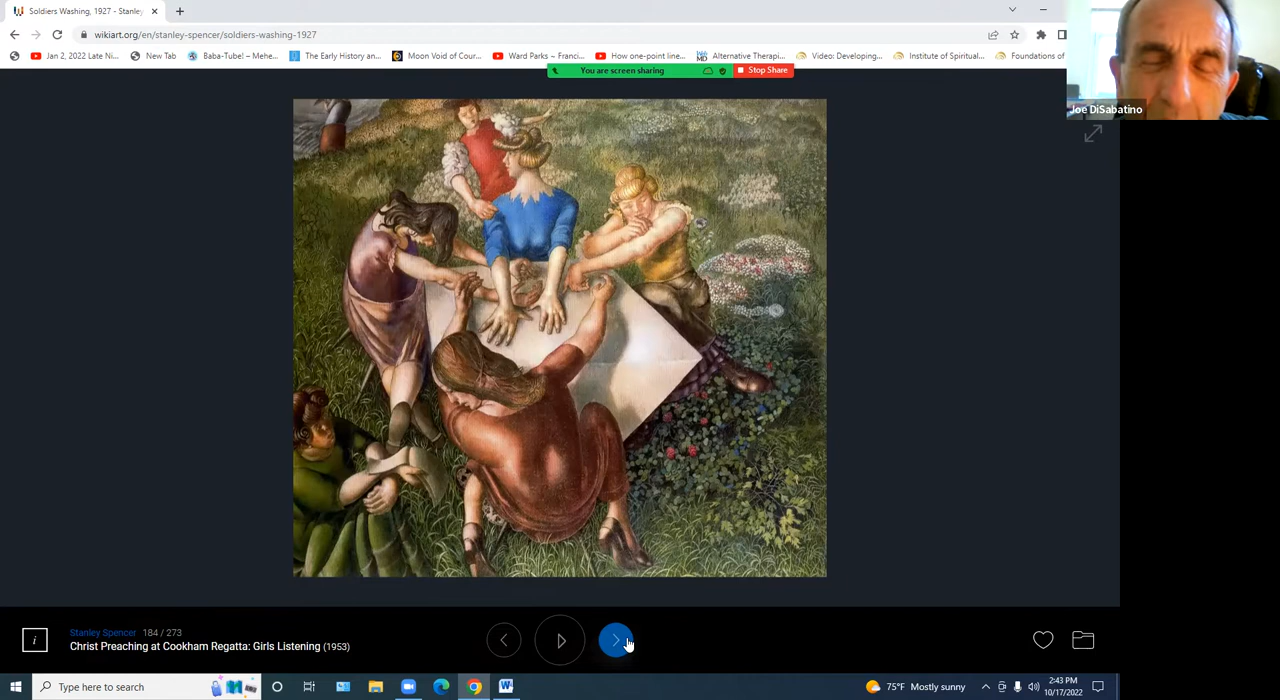 Soldiers Washing, 1927 - Stanley
wikiart.org/en/stanley-spencer/soldiers-washing-1927
Jan 2, 2022 Late Ni...
New Tab
Baba-Tube! – Mehe...
The Early History an...
Moon Void of Cour...
Ward Parks – Franci...
How one-point line...
Alternative Therapi...
Video: Developing...
Institute of Spiritual...
Foundations of
You are screen sharing
Stop Share
Joe DiSabatino
i
Stanley Spencer 184 / 273
Christ Preaching at Cookham Regatta: Girls Listening (1953)
Type here to search
75°F Mostly sunny
2:43 PM
10/17/2022